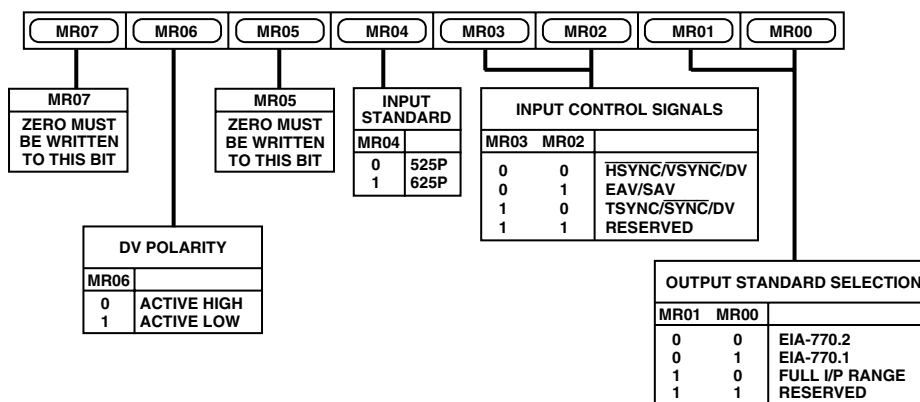 MR07 MR06 MR05 MR04 MR03 MR02 MR01 MR00
MR07
ZERO MUST
BE WRITTEN
TO THIS BIT
MR05
ZERO MUST
BE WRITTEN
TO THIS BIT
INPUT
STANDARD
MR04
0 525P
1 625P
INPUT CONTROL SIGNALS
MR03 MR02
0 0 HSYNC/VSYNC/DV
0 1 EAV/SAV
1 0 TSYNC/SYNC/DV
1 1 RESERVED
DV POLARITY
MR06
0 ACTIVE HIGH
1 ACTIVE LOW
OUTPUT STANDARD SELECTION
MR01 MR00
0 0 EIA-770.2
0 1 EIA-770.1
1 0 FULL I/P RANGE
1 1 RESERVED